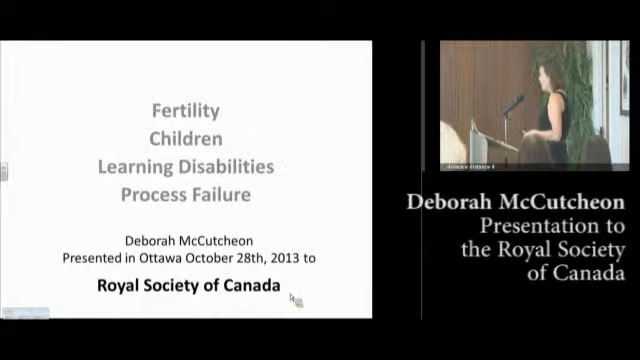 Fertility
Children
Learning Disabilities
Process Failure
Deborah McCutcheon
Presented in Ottawa October 28th, 2013 to
Royal Society of Canada
Deborah McCutcheon
Presentation to
the Royal Society
of Canada